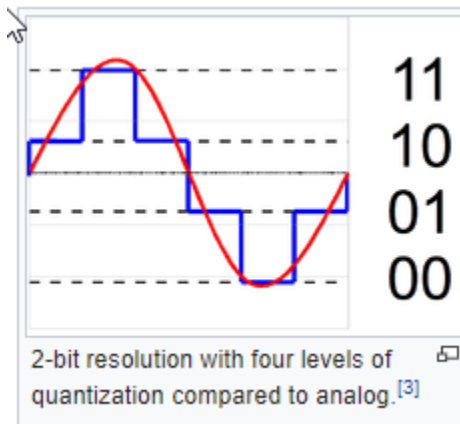 11
10
01
00
2-bit resolution with four levels of
quantization compared to analog.[3]